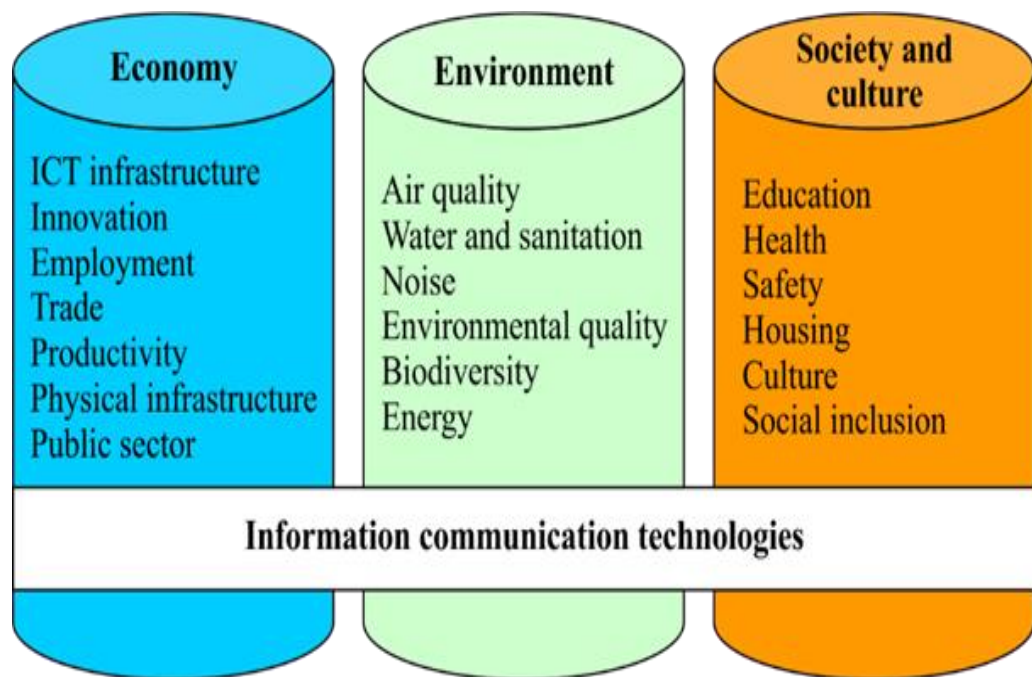 Economy
ICT infrastructure
Innovation
Employment
Trade
Productivity
Physical infrastructure
Public sector
Environment
Air quality
Water and sanitation
Noise
Environmental quality
Biodiversity
Energy
Society and
culture
Education
Health
Safety
Housing
Culture
Social inclusion
Information communication technologies